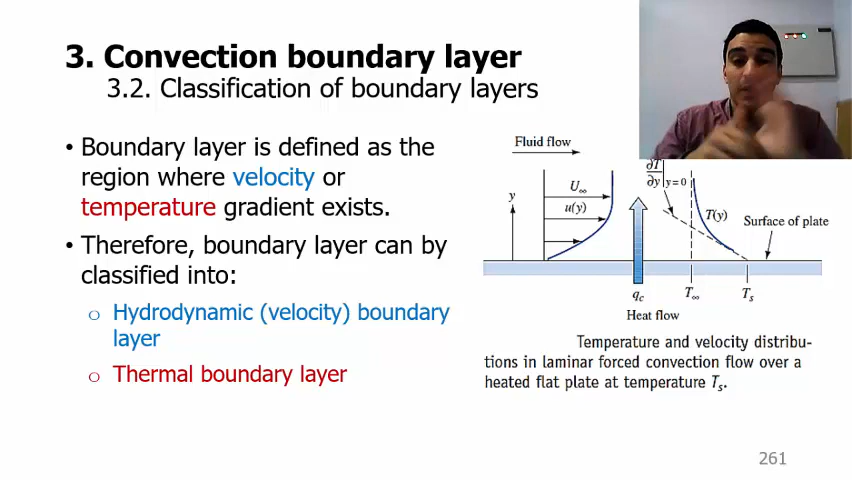 3. Convection boundary layer
3.2. Classification of boundary layers
• Boundary layer is defined as the
region where velocity or
temperature gradient exists.
• Therefore, boundary layer can by
classified into:
o Hydrodynamic (velocity) boundary
layer
o Thermal boundary layer
Fluid flow
y
U∞
u(y)
∂T
∂y|y=0
T(y)
Surface of plate
qc
T∞
Ts
Heat flow
Temperature and velocity distribu-
tions in laminar forced convection flow over a
heated flat plate at temperature Ts.
261